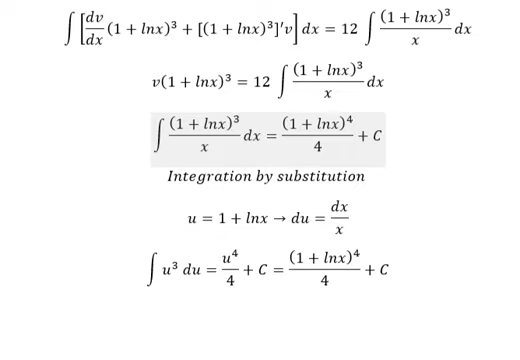 ∫ [dv/dx (1 + lnx)³ + [(1 + lnx)³]′v] dx = 12 ∫ (1 + lnx)³/x dx
v(1 + lnx)³ = 12 ∫ (1 + lnx)³/x dx
∫ (1 + lnx)³/x dx = (1 + lnx)⁴/4 + C
Integration by substitution
u = 1 + lnx → du = dx/x
∫ u³ du = u⁴/4 + C = (1 + lnx)⁴/4 + C